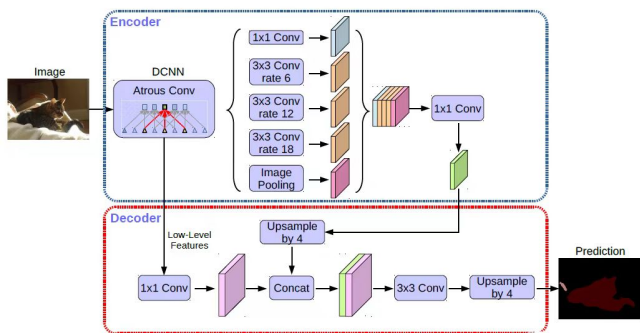 Encoder
Image
DCNN
Atrous Conv
1x1 Conv
3x3 Conv
rate 6
3x3 Conv
rate 12
3x3 Conv
rate 18
Image
Pooling
1x1 Conv
Decoder
Low-Level
Features
Upsample
by 4
1x1 Conv
Concat
3x3 Conv
Upsample
by 4
Prediction